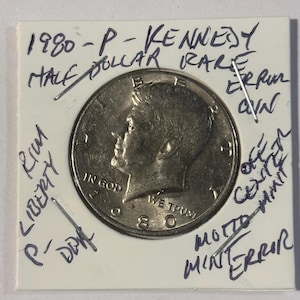 1980-P-KENNEDY
HALF DOLLAR RARE
ERROR
COIN
LIBERTY
IN GOD WE TRUST
1980
RIM
LIBERTY
P-
DDR
OFF
CENTER
MINT
MOTTO
MINT ERROR